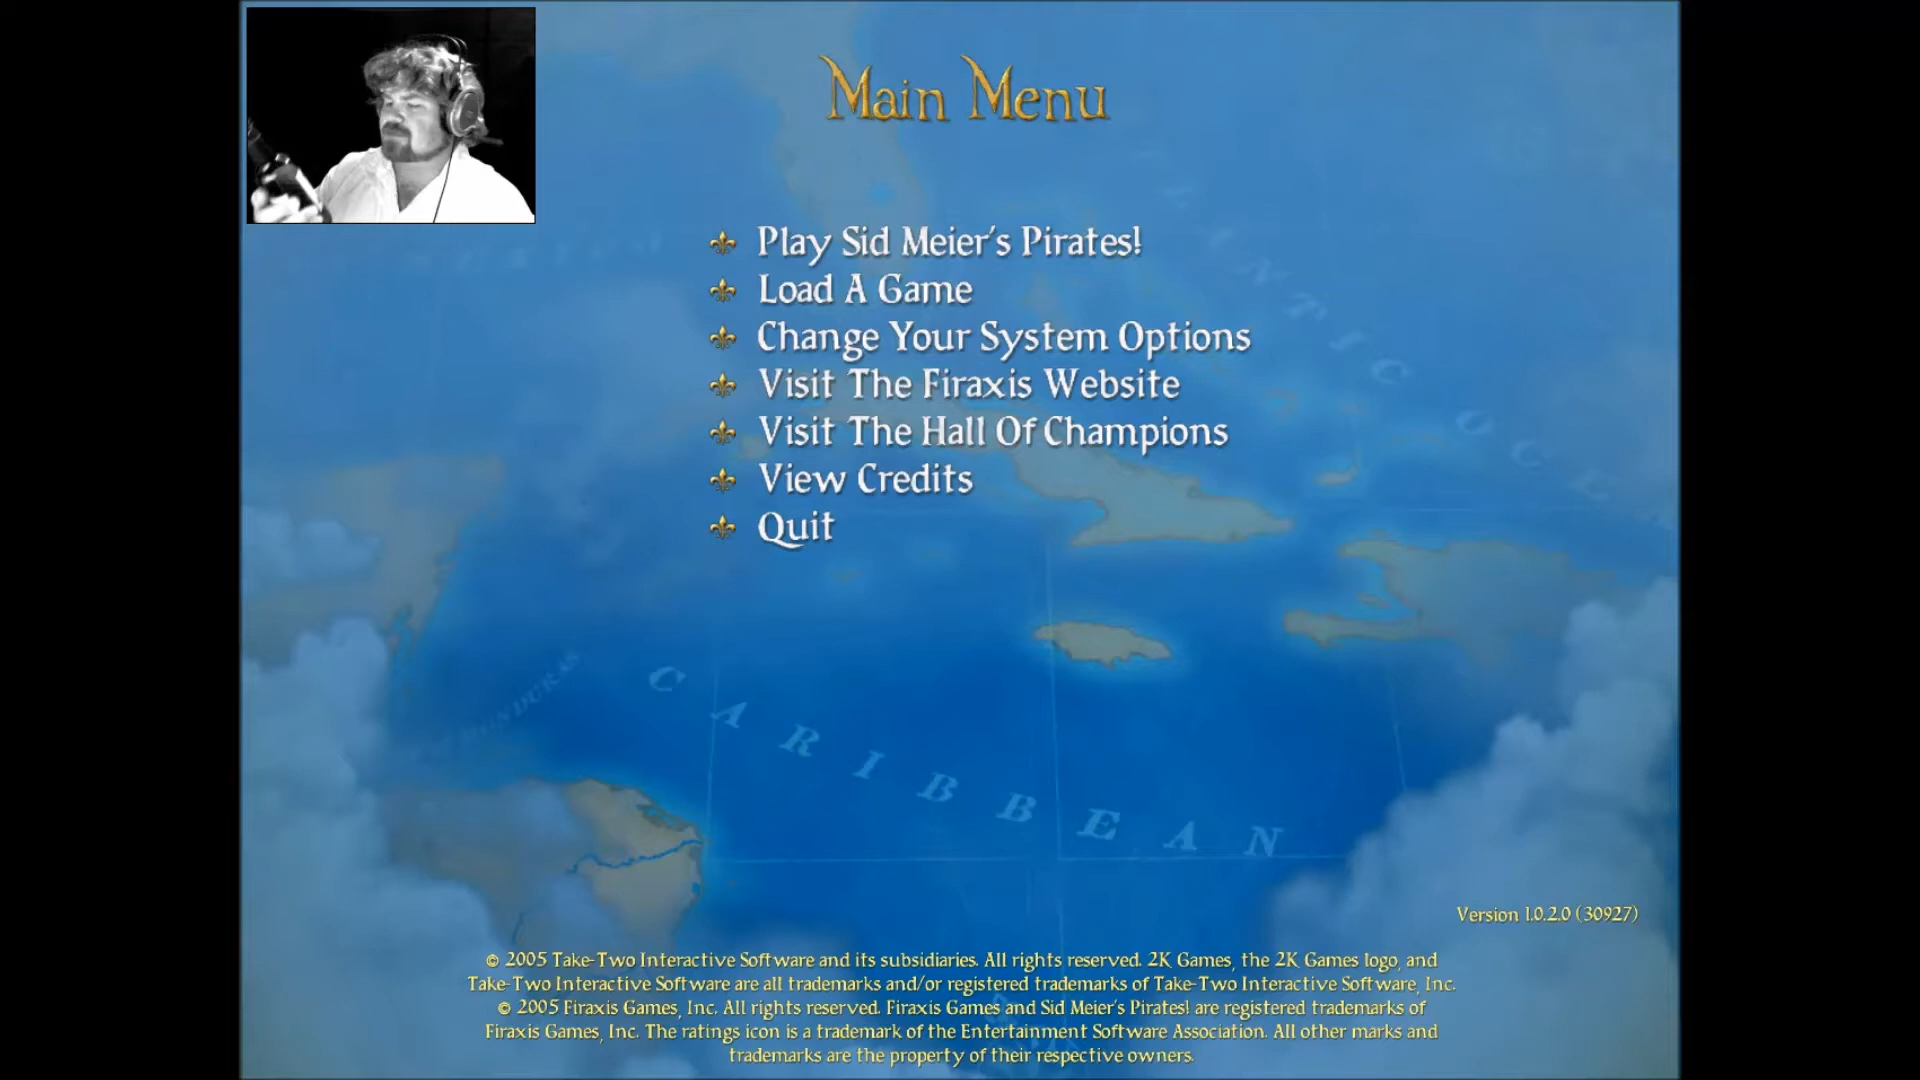 Main Menu
Play Sid Meier's Pirates!
Load A Game
Change Your System Options
Visit The Firaxis Website
Visit The Hall Of Champions
View Credits
Quit
CARIBBEAN
Version 1.0.2.0 (30927)
© 2005 Take-Two Interactive Software and its subsidiaries. All rights reserved. 2K Games, the 2K Games logo, and
Take-Two Interactive Software are all trademarks and/or registered trademarks of Take-Two Interactive Software, Inc.
© 2005 Firaxis Games, Inc. All rights reserved. Firaxis Games and Sid Meier's Pirates! are registered trademarks of
Firaxis Games, Inc. The ratings icon is a trademark of the Entertainment Software Association. All other marks and
trademarks are the property of their respective owners.